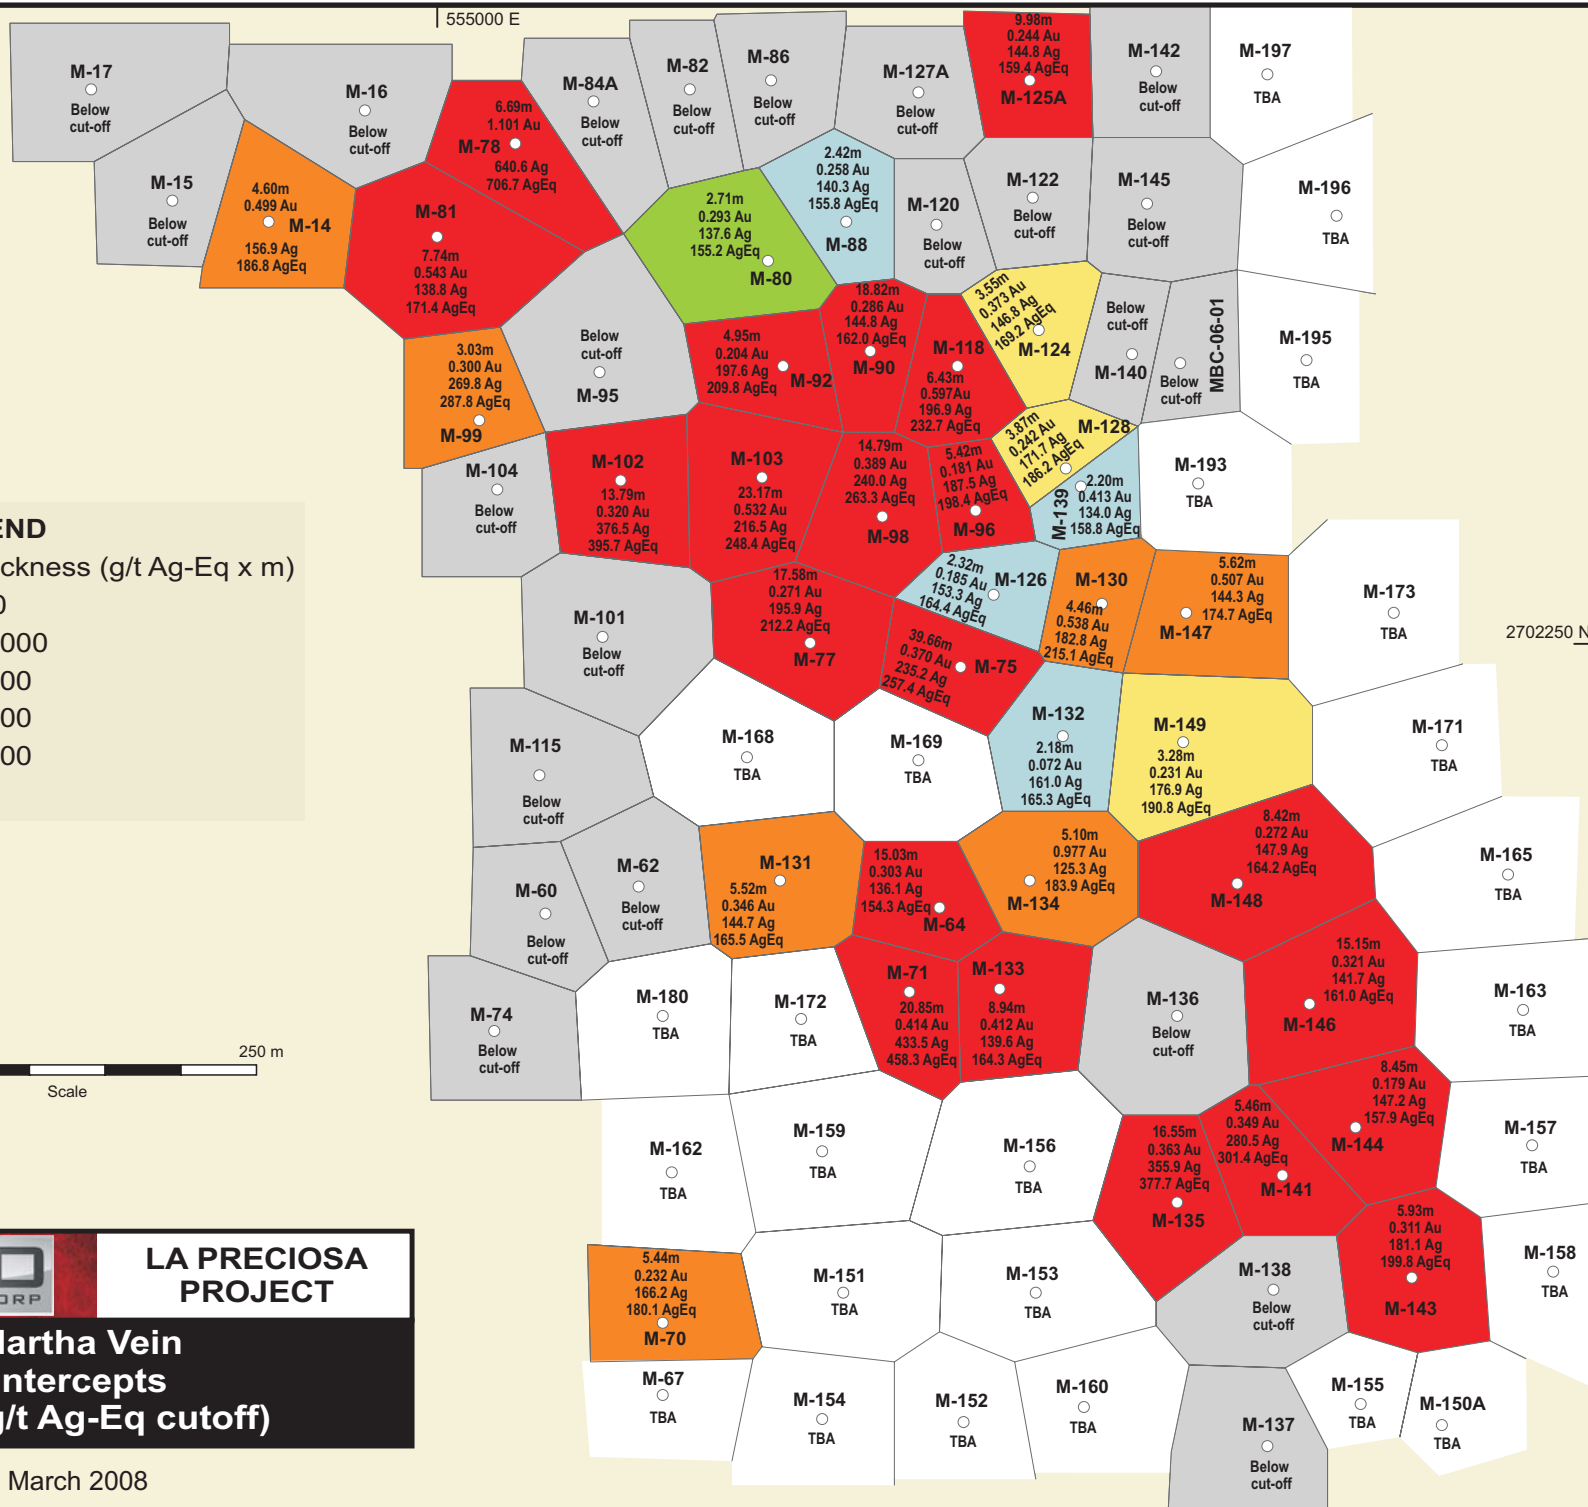 555000 E
M-17
Below
cut-off
M-16
Below
cut-off
6.69m
1.101 Au
M-78
640.6 Ag
706.7 AgEq
M-84A
Below
cut-off
M-82
Below
cut-off
M-86
Below
cut-off
M-127A
Below
cut-off
9.98m
0.244 Au
144.8 Ag
159.4 AgEq
M-125A
M-142
Below
cut-off
M-197
TBA
M-15
Below
cut-off
4.60m
0.499 Au
M-14
156.9 Ag
186.8 AgEq
M-81
7.74m
0.543 Au
138.8 Ag
171.4 AgEq
2.71m
0.293 Au
137.6 Ag
155.2 AgEq
M-80
2.42m
0.258 Au
140.3 Ag
155.8 AgEq
M-88
M-120
Below
cut-off
M-122
Below
cut-off
M-145
Below
cut-off
M-196
TBA
3.03m
0.300 Au
269.8 Ag
287.8 AgEq
M-99
Below
cut-off
M-95
4.95m
0.204 Au
197.6 Ag
209.8 AgEq
M-92
18.82m
0.286 Au
144.8 Ag
162.0 AgEq
M-90
M-118
6.43m
0.597Au
196.9 Ag
232.7 AgEq
3.55m
0.373 Au
146.8 Ag
169.2 AgEq
M-124
Below
cut-off
M-140
Below
cut-off
MBC-06-01
M-195
TBA
M-104
Below
cut-off
M-102
13.79m
0.320 Au
376.5 Ag
395.7 AgEq
M-103
23.17m
0.532 Au
216.5 Ag
248.4 AgEq
14.79m
0.389 Au
240.0 Ag
263.3 AgEq
M-98
5.42m
0.181 Au
187.5 Ag
198.4 AgEq
M-96
3.87m
0.242 Au
171.7 Ag
186.2 AgEq
M-128
M-139
2.20m
0.413 Au
134.0 Ag
158.8 AgEq
M-193
TBA
END
ckness (g/t Ag-Eq x m)
0
000
00
00
00
M-101
Below
cut-off
17.58m
0.271 Au
195.9 Ag
212.2 AgEq
M-77
2.32m
0.185 Au
153.3 Ag
164.4 AgEq
M-126
39.66m
0.370 Au
235.2 Ag
257.4 AgEq
M-75
M-130
4.46m
0.538 Au
182.8 Ag
215.1 AgEq
5.62m
0.507 Au
144.3 Ag
174.7 AgEq
M-147
M-173
TBA
2702250 N
M-115
Below
cut-off
M-168
TBA
M-169
TBA
M-132
2.18m
0.072 Au
161.0 Ag
165.3 AgEq
M-149
3.28m
0.231 Au
176.9 Ag
190.8 AgEq
M-171
TBA
M-60
Below
cut-off
M-62
Below
cut-off
M-131
5.52m
0.346 Au
144.7 Ag
165.5 AgEq
15.03m
0.303 Au
136.1 Ag
154.3 AgEq
M-64
5.10m
0.977 Au
125.3 Ag
183.9 AgEq
M-134
8.42m
0.272 Au
147.9 Ag
164.2 AgEq
M-148
M-165
TBA
M-74
Below
cut-off
M-180
TBA
M-172
TBA
M-71
20.85m
0.414 Au
433.5 Ag
458.3 AgEq
M-133
8.94m
0.412 Au
139.6 Ag
164.3 AgEq
M-136
Below
cut-off
15.15m
0.321 Au
141.7 Ag
161.0 AgEq
M-146
M-163
TBA
250 m
Scale
M-162
TBA
M-159
TBA
M-156
TBA
16.55m
0.363 Au
355.9 Ag
377.7 AgEq
M-135
5.46m
0.349 Au
280.5 Ag
301.4 AgEq
M-141
8.45m
0.179 Au
147.2 Ag
157.9 AgEq
M-144
M-157
TBA
5.44m
0.232 Au
166.2 Ag
180.1 AgEq
M-70
M-151
TBA
M-153
TBA
M-138
Below
cut-off
5.93m
0.311 Au
181.1 Ag
199.8 AgEq
M-143
M-158
TBA
M-67
TBA
M-154
TBA
M-152
TBA
M-160
TBA
M-137
Below
cut-off
M-155
TBA
M-150A
TBA
ORP
LA PRECIOSA
PROJECT
Martha Vein
Intercepts
g/t Ag-Eq cutoff)
March 2008